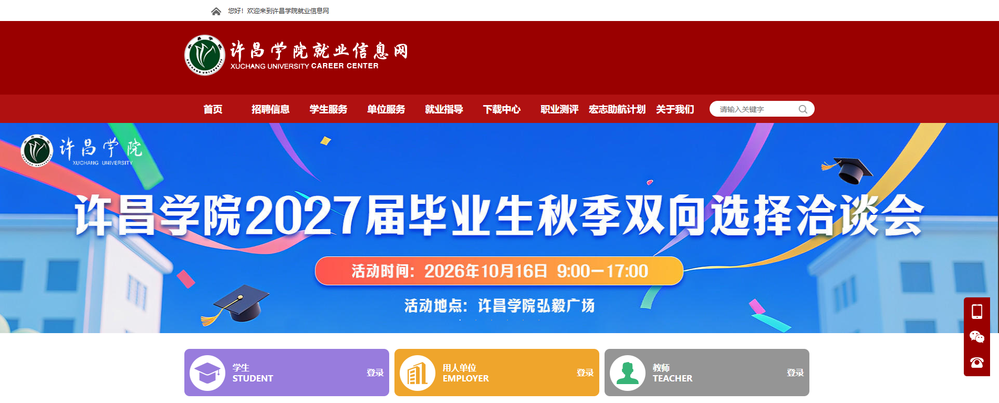 您好！欢迎来到许昌学院就业信息网
许昌学院就业信息网
XUCHANG UNIVERSITY CAREER CENTER
首页 招聘信息 学生服务 单位服务 就业指导 下载中心 职业测评 宏志助航计划 关于我们 请输入关键字
许昌学院
XUCHANG UNIVERSITY
许昌学院2027届毕业生秋季双向选择洽谈会
活动时间：2026年10月16日 9:00—17:00
活动地点：许昌学院弘毅广场
学生
STUDENT
登录
用人单位
EMPLOYER
登录
教师
TEACHER
登录